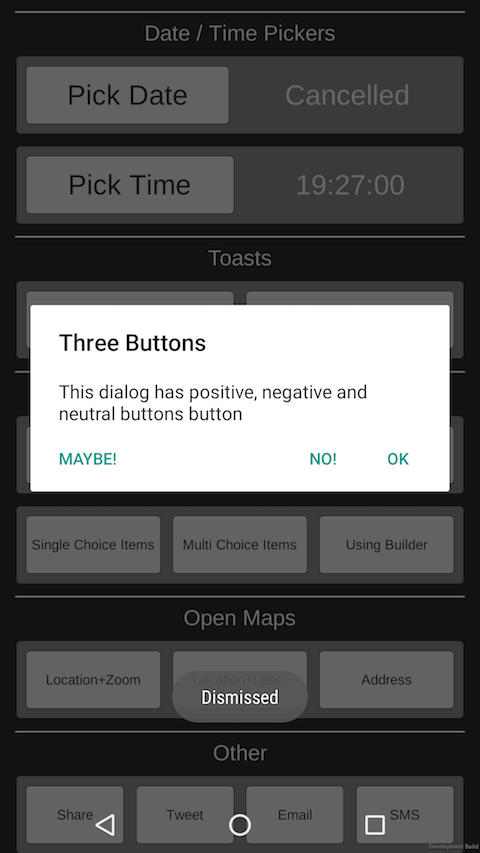 Date / Time Pickers
Pick Date
Cancelled
Pick Time
19:27:00
Toasts
Three Buttons
This dialog has positive, negative and
neutral buttons button
MAYBE!
NO!
OK
Single Choice Items
Multi Choice Items
Using Builder
Open Maps
Location+Zoom
Location+Label
Address
Dismissed
Other
Share
Tweet
Email
SMS
Development Build